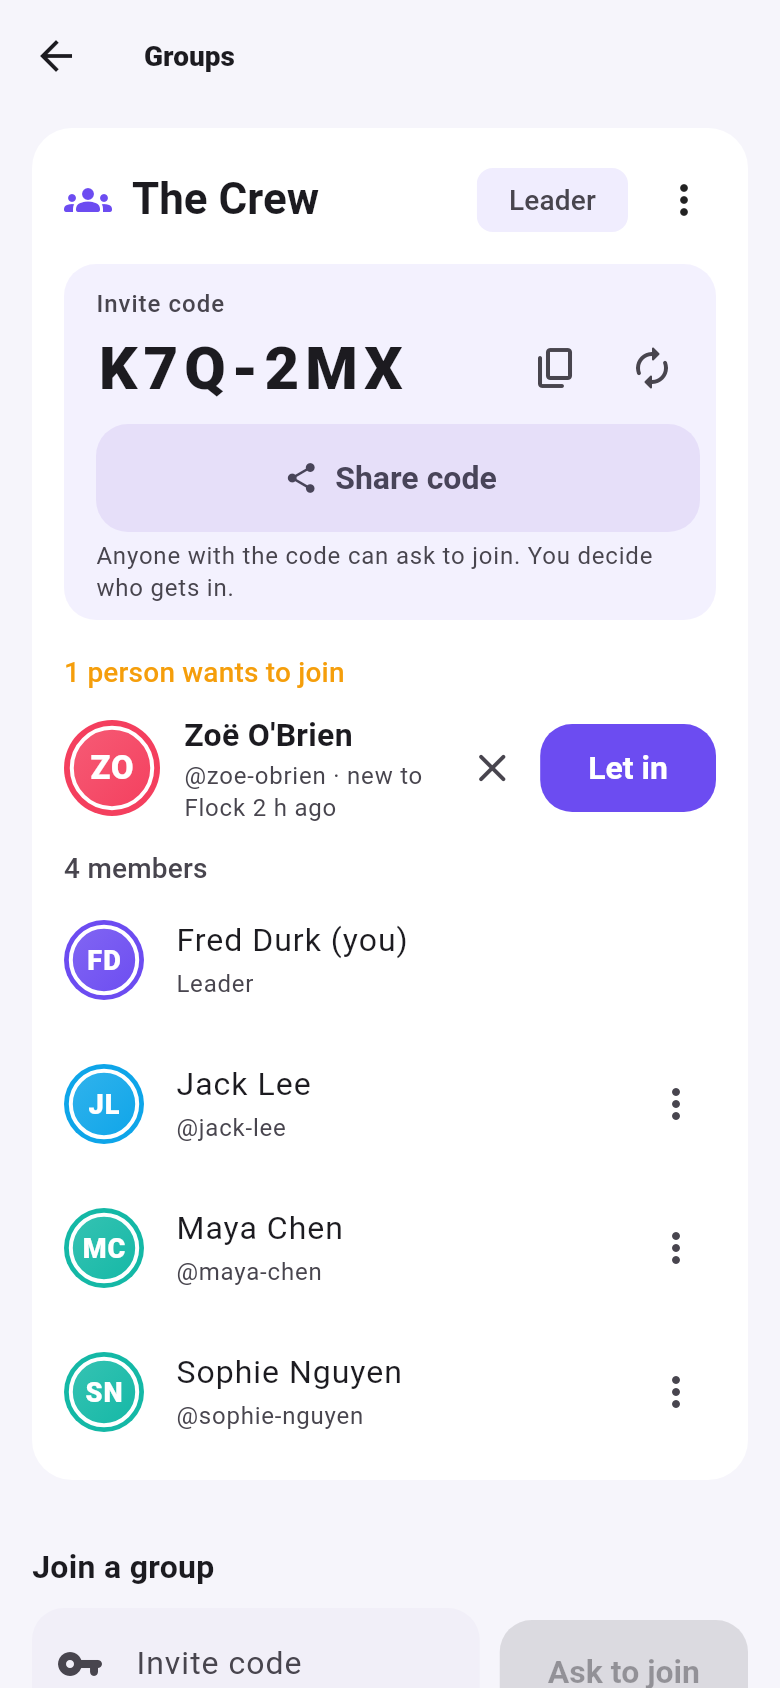 Groups
The Crew
Leader
Invite code
K7Q-2MX
Share code
Anyone with the code can ask to join. You decide
who gets in.
1 person wants to join
ZO
Zoë O'Brien
@zoe-obrien · new to
Flock 2 h ago
Let in
4 members
FD
Fred Durk (you)
Leader
JL
Jack Lee
@jack-lee
MC
Maya Chen
@maya-chen
SN
Sophie Nguyen
@sophie-nguyen
Join a group
Invite code
Ask to join